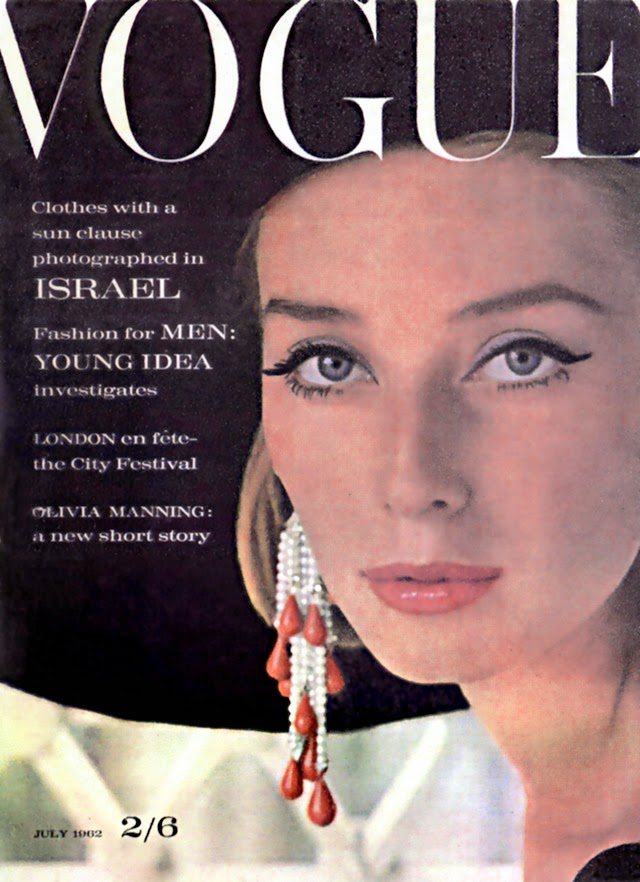 VOGUE
Clothes with a
sun clause
photographed in
ISRAEL
Fashion for MEN:
YOUNG IDEA
investigates
LONDON en fête-
the City Festival
OLIVIA MANNING:
a new short story
JULY 1962 2/6